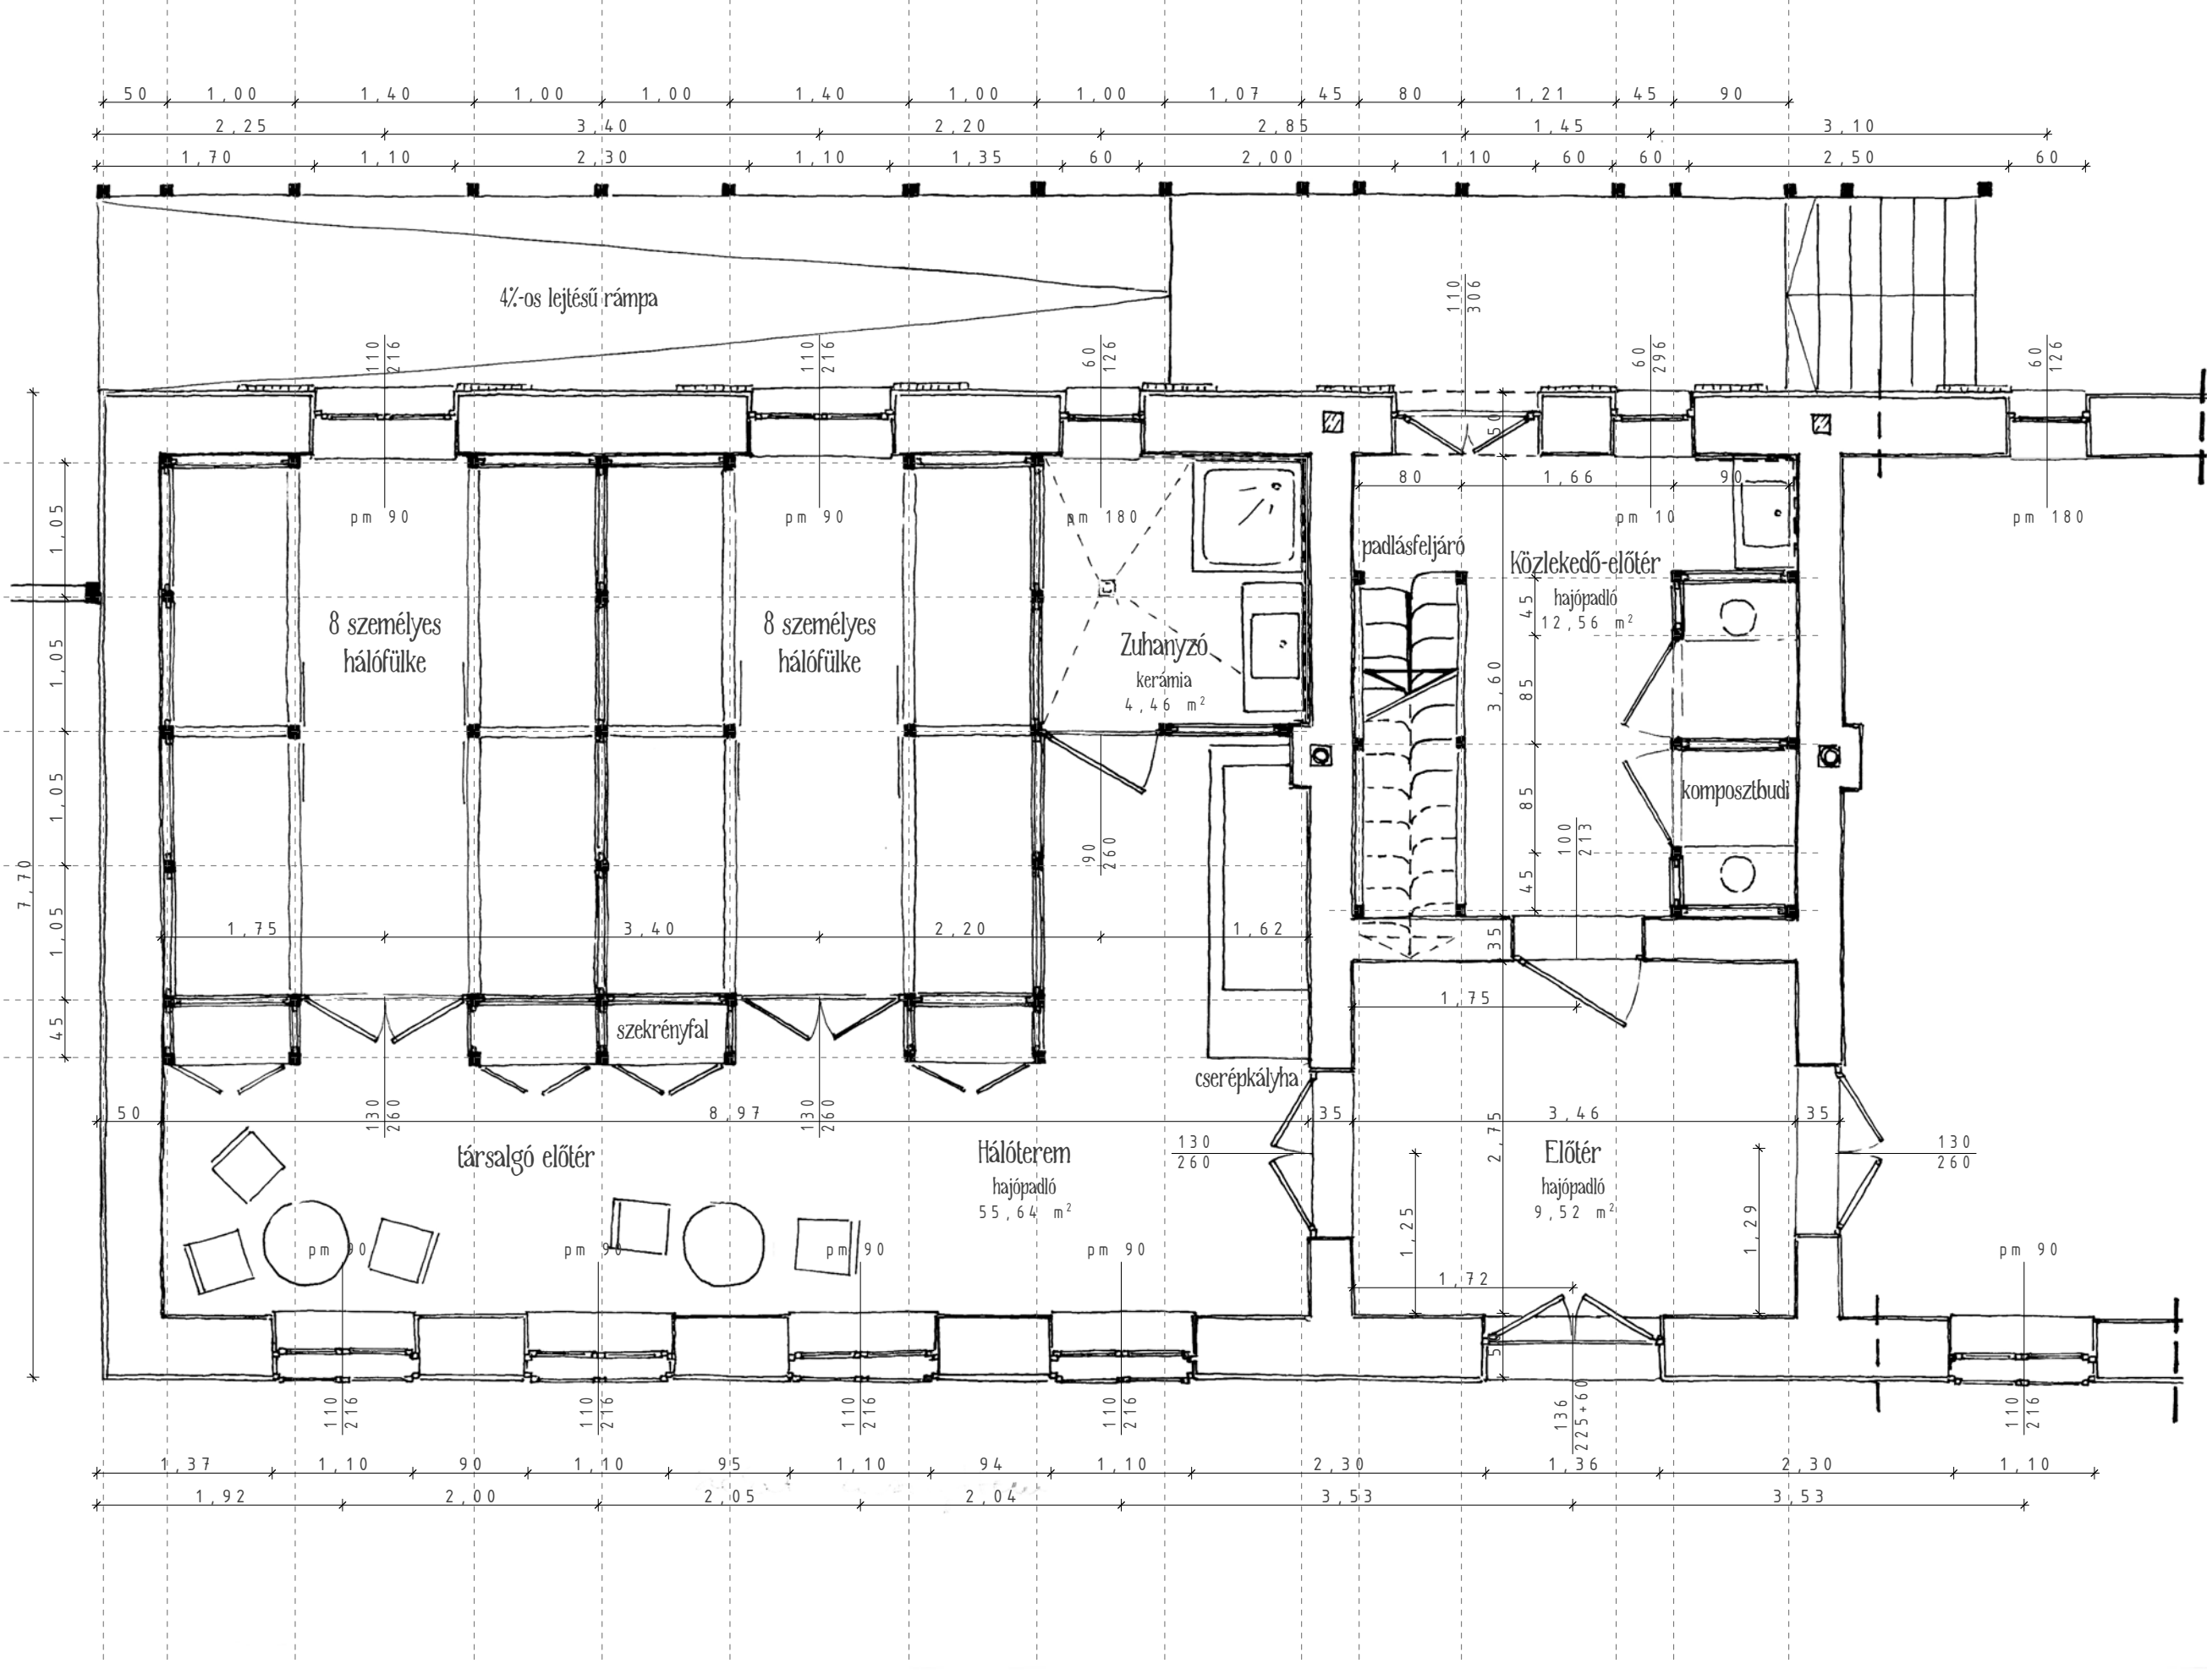 50 1,00 1,40 1,00 1,00 1,40 1,00 1,00 1,07 45 80 1,21 45 90
2,25 3,40 2,20 2,85 1,45 3,10
1,70 1,10 2,30 1,10 1,35 60 2,00 1,10 60 60 2,50 60
4%-os lejtésű rámpa
110 306
110 216
110 216
60 126
60 296
60 126
50
80 1,66 90
pm 90
pm 90
pm 180
pm 10
pm 180
padlásfeljáró
Közlekedő-előtér
hajópadló
12,56 m²
8 személyes
hálófülke
8 személyes
hálófülke
Zuhanyzó
kerámia
4,46 m²
1,05
1,05
1,05
1,05
45
7,70
3,60
45
85
85
45
komposztbudi
100 213
90 260
1,75 3,40 2,20 1,62
35
1,75
szekrényfal
cserépkályha
130 260
130 260
50 8,97 35 3,46 35
2,75
130
260
130
260
társalgó előtér
Hálóterem
hajópadló
55,64 m²
Előtér
hajópadló
9,52 m²
1,25
1,29
pm 90
pm 90
pm 90
pm 90
pm 90
1,72
110 216
110 216
110 216
110 216
136 225+60
110 216
1,37 1,10 90 1,10 95 1,10 94 1,10 2,30 1,36 2,30 1,10
1,92 2,00 2,05 2,04 3,53 3,53